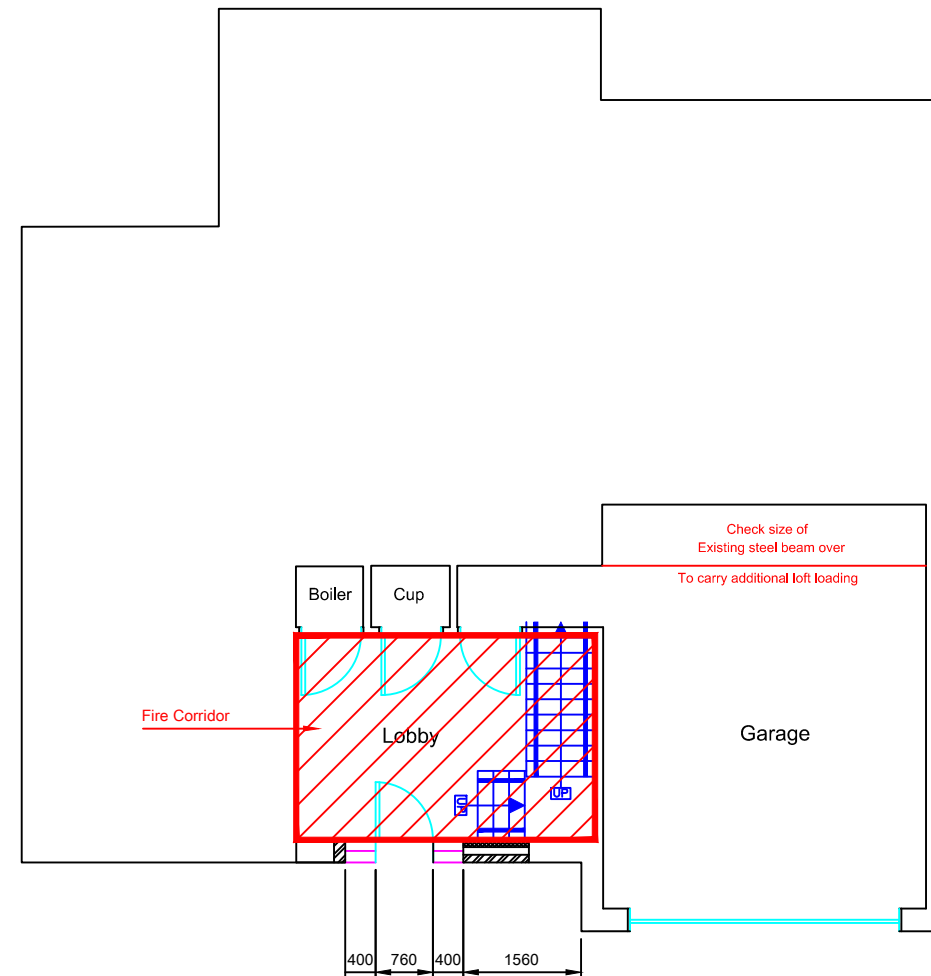 Check size of
Existing steel beam over
To carry additional loft loading
Boiler
Cup
Fire Corridor
Lobby
Garage
UP
UP
400
760
400
1560